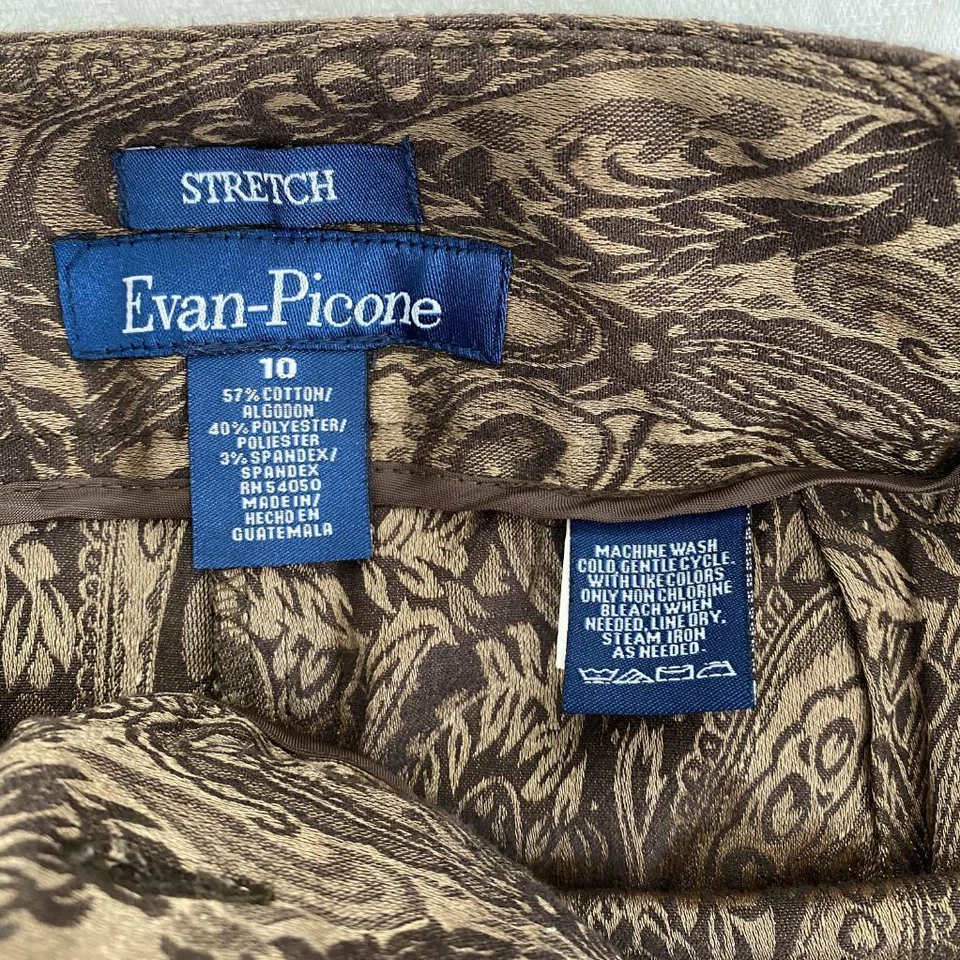 STRETCH
Evan-Picone
10
57% COTTON/
ALGODON
40% POLYESTER/
POLIESTER
3% SPANDEX/
SPANDEX
RN 54050
MADE IN/
HECHO EN
GUATEMALA
MACHINE WASH
COLD, GENTLE CYCLE.
WITH LIKE COLORS
ONLY NON CHLORINE
BLEACH WHEN
NEEDED, LINE DRY,
STEAM IRON
AS NEEDED.